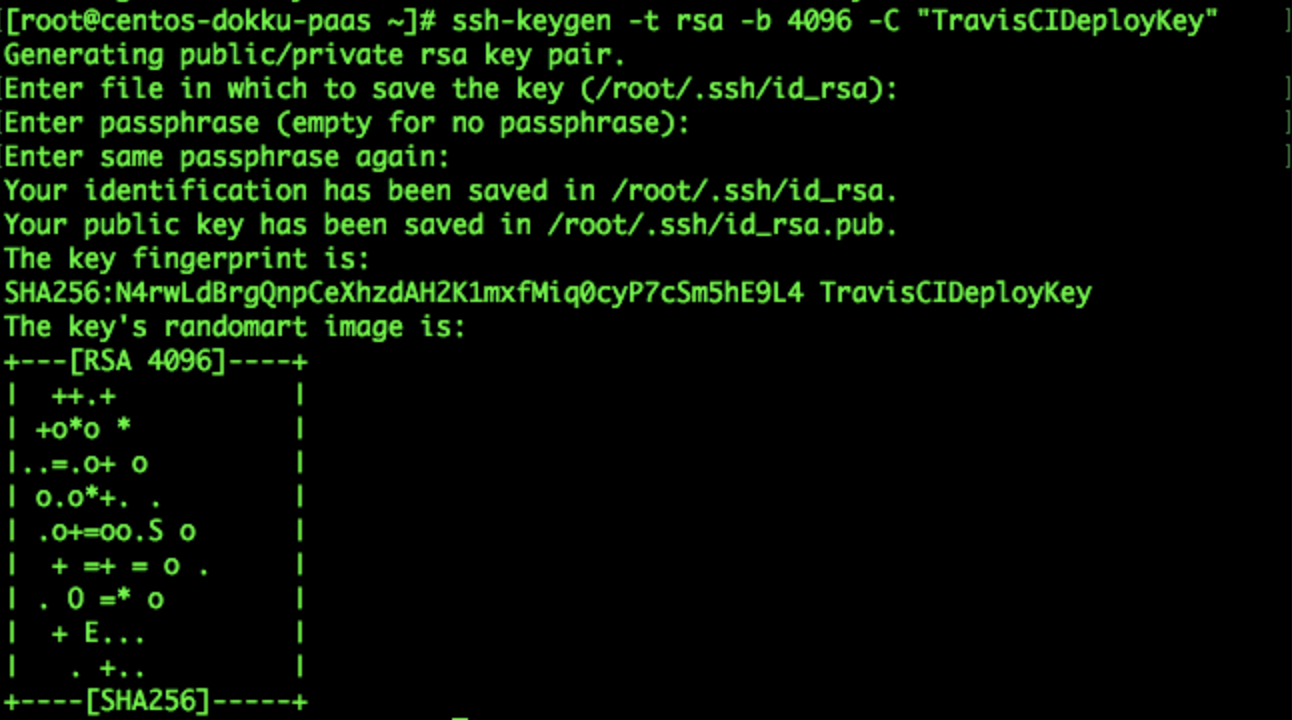 [root@centos-dokku-paas ~]# ssh-keygen -t rsa -b 4096 -C "TravisCIDeployKey"
Generating public/private rsa key pair.
Enter file in which to save the key (/root/.ssh/id_rsa):
Enter passphrase (empty for no passphrase):
Enter same passphrase again:
Your identification has been saved in /root/.ssh/id_rsa.
Your public key has been saved in /root/.ssh/id_rsa.pub.
The key fingerprint is:
SHA256:N4rwLdBrgQnpCeXhzdAH2K1mxfMiq0cyP7cSm5hE9L4 TravisCIDeployKey
The key's randomart image is:
+---[RSA 4096]----+
|  ++.+           |
| +o*o *          |
|..=.o+ o         |
| o.o*+. .        |
| .o+=oo.S o      |
|  + =+ = o .     |
| . O =* o        |
|  + E...         |
|   . +..         |
+----[SHA256]-----+